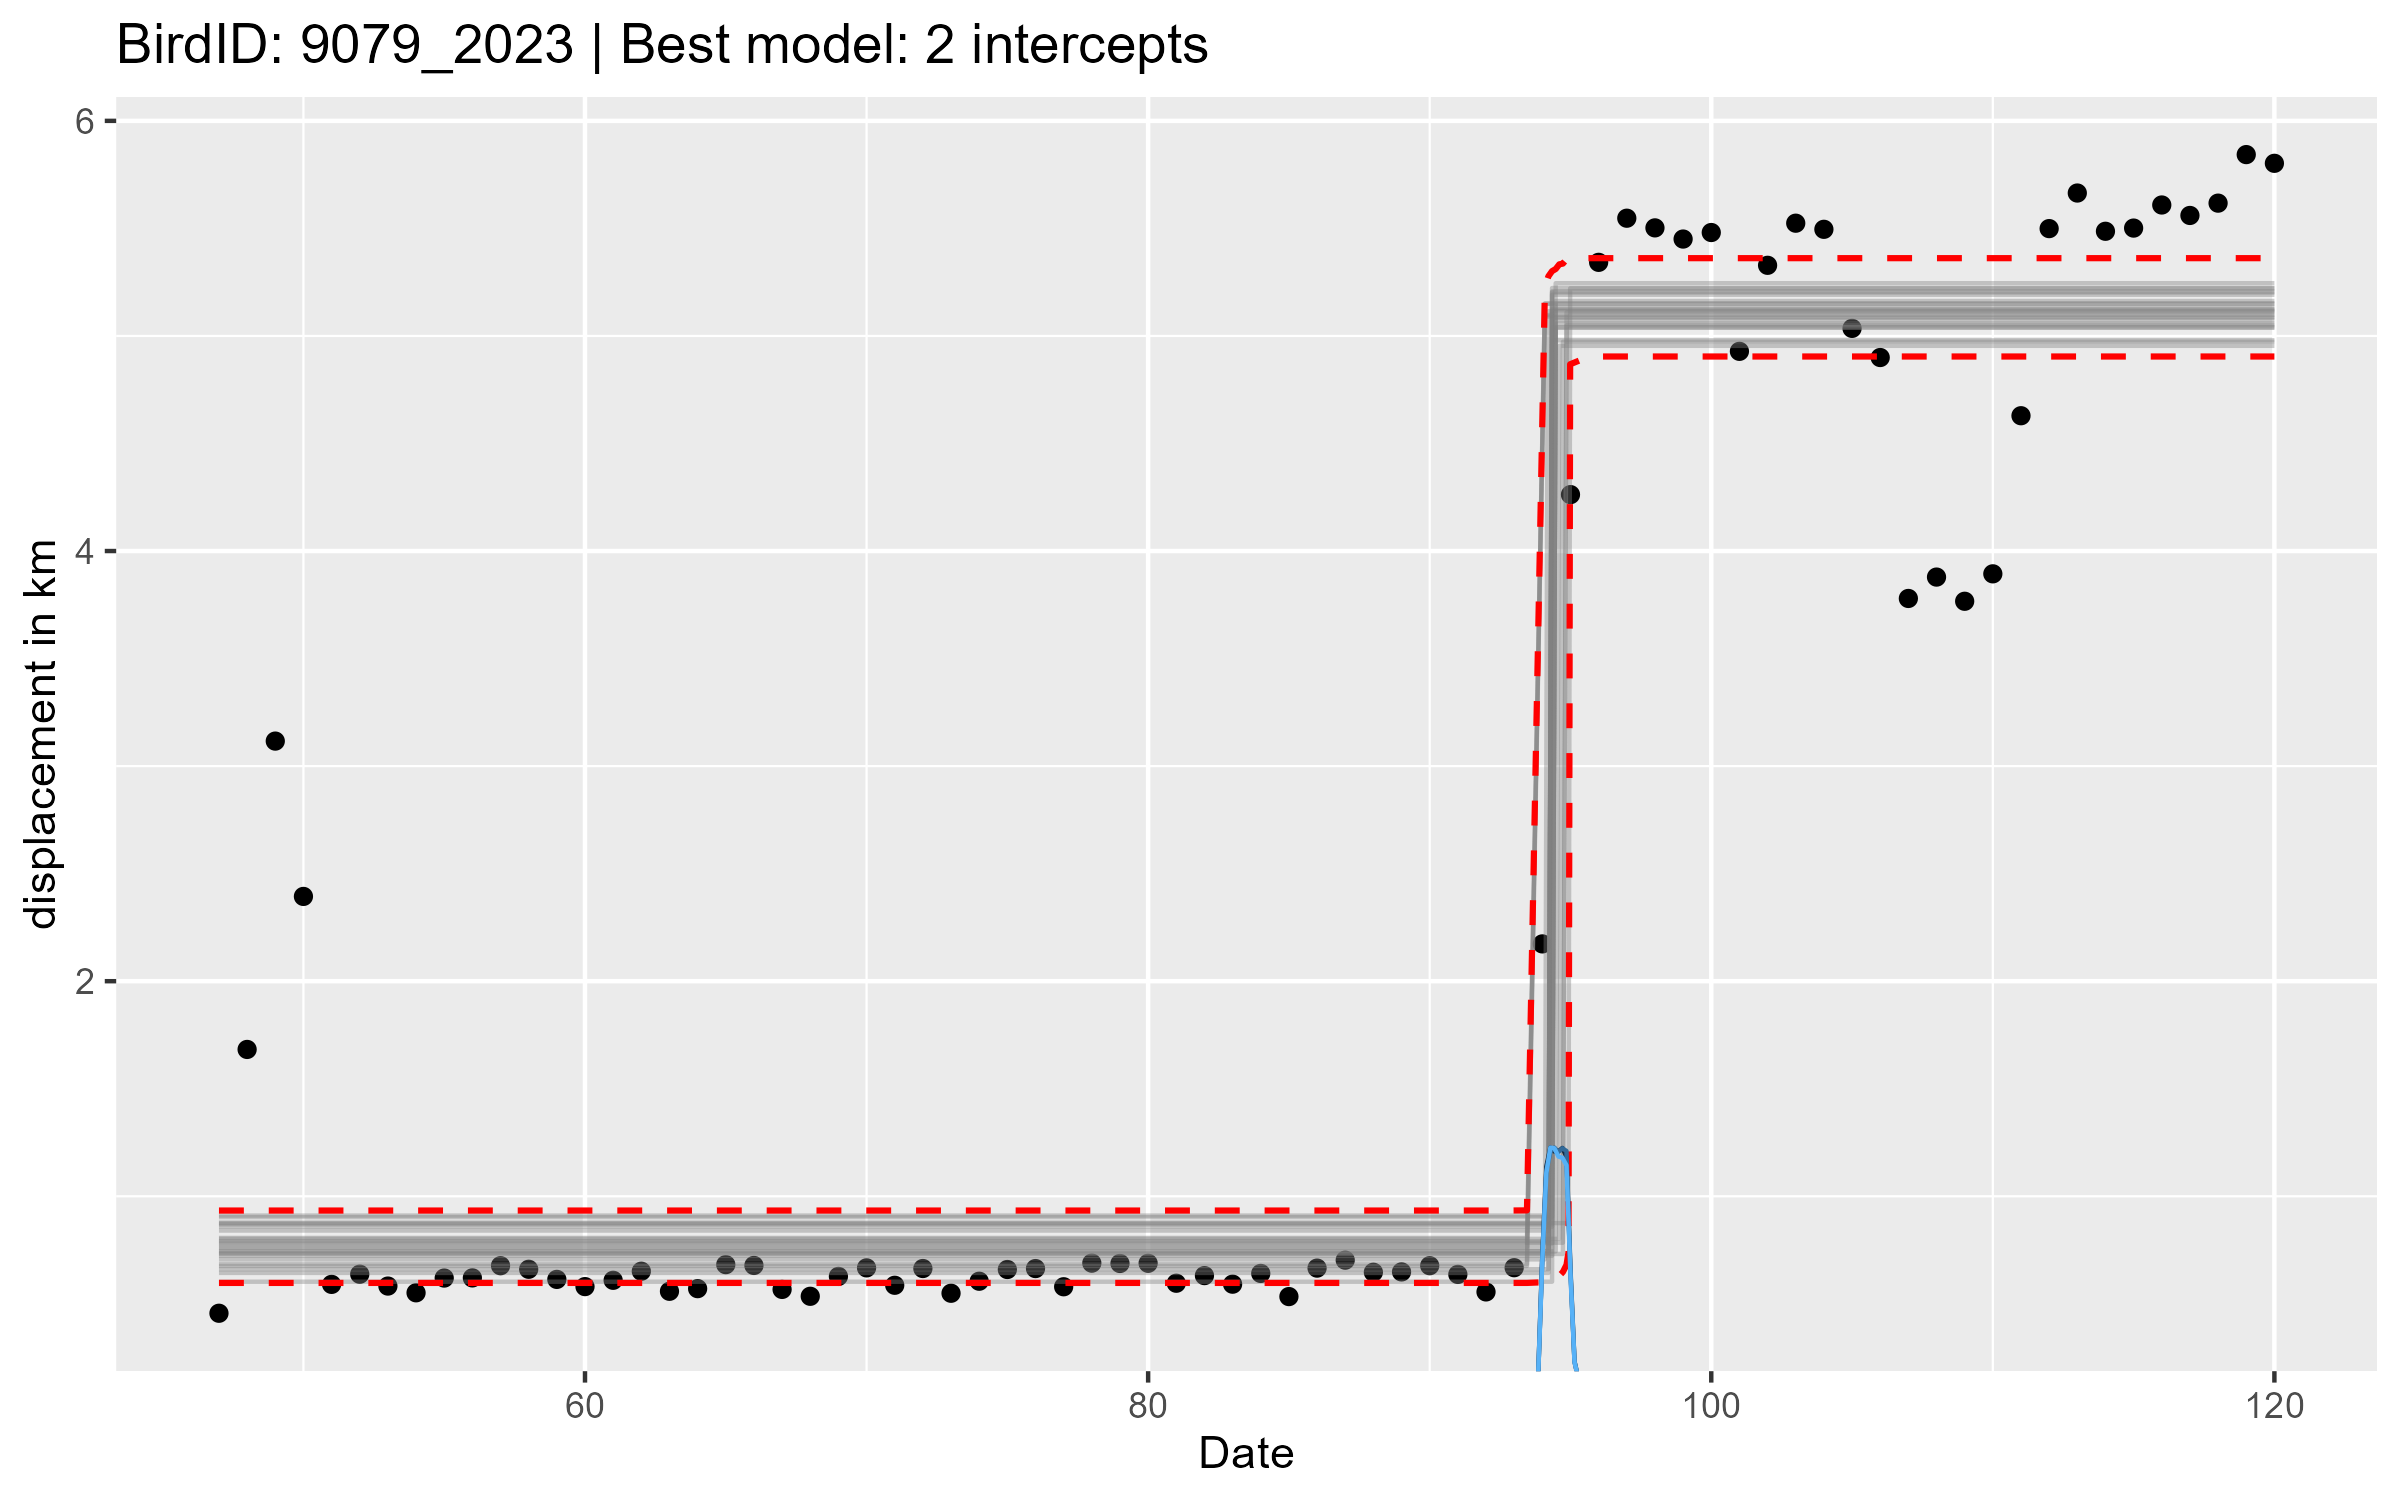 BirdID: 9079_2023 | Best model: 2 intercepts
6
4
2
displacement in km
60 80 100 120
Date